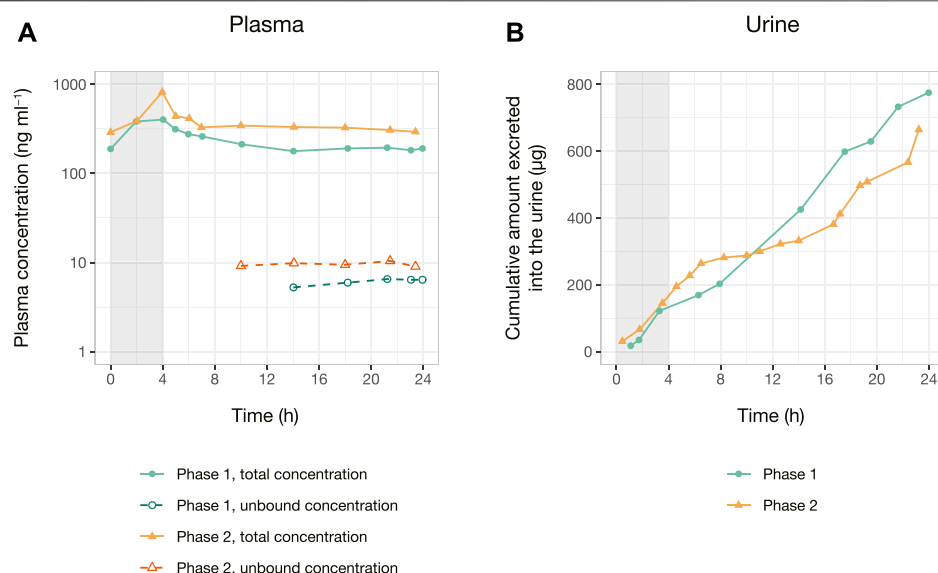 A
Plasma
Plasma concentration (ng ml⁻¹)
1000
100
10
1
0 4 8 12 16 20 24
Time (h)
Phase 1, total concentration
Phase 1, unbound concentration
Phase 2, total concentration
Phase 2, unbound concentration
B
Urine
Cumulative amount excreted
into the urine (µg)
800
600
400
200
0
0 4 8 12 16 20 24
Time (h)
Phase 1
Phase 2